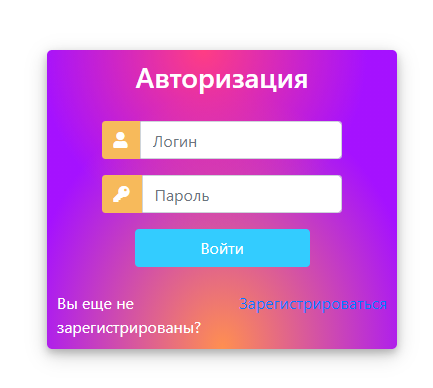 Авторизация
Логин
Пароль
Войти
Вы еще не Зарегистрироваться
зарегистрированы?